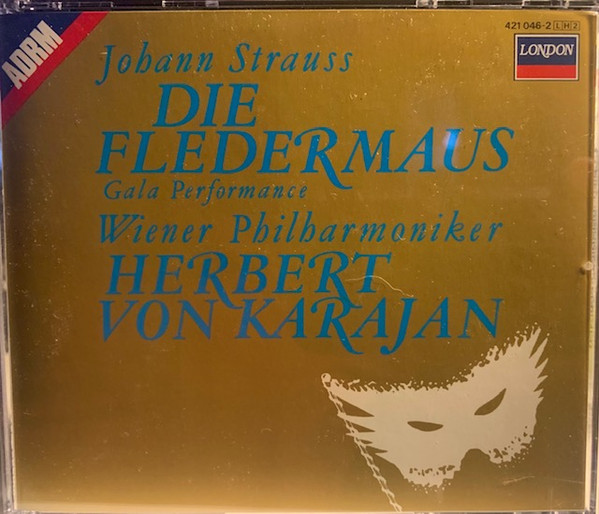 ADRM
421 046-2 LH2
LONDON
Johann Strauss
DIE
FLEDERMAUS
Gala Performance
Wiener Philharmoniker
HERBERT
VON KARAJAN